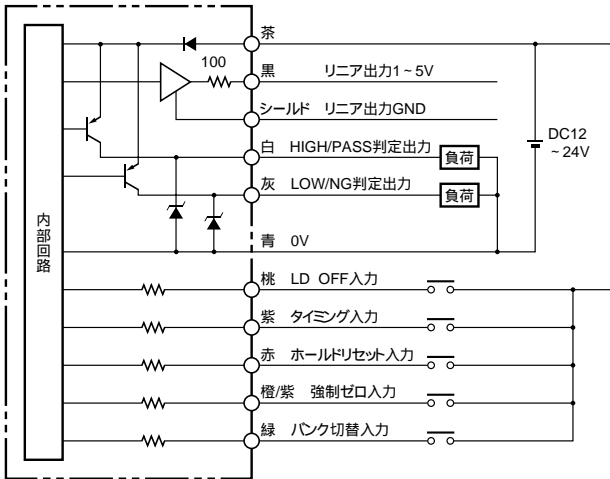 茶
100
黒 リニア出力1~5V
シールド リニア出力GND
DC12
~24V
白 HIGH/PASS判定出力
負荷
灰 LOW/NG判定出力
負荷
内部回路
青 0V
桃 LD OFF入力
紫 タイミング入力
赤 ホールドリセット入力
橙/紫 強制ゼロ入力
緑 バンク切替入力